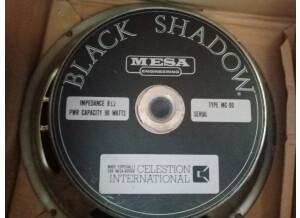 BLACK SHADOW
MESA
ENGINEERING
IMPEDANCE 8 Ω
PWR CAPACITY 90 WATTS
TYPE MC-90
SERIAL
MADE ESPECIALLY
FOR MESA-BOOGIE
CELESTION
INTERNATIONAL